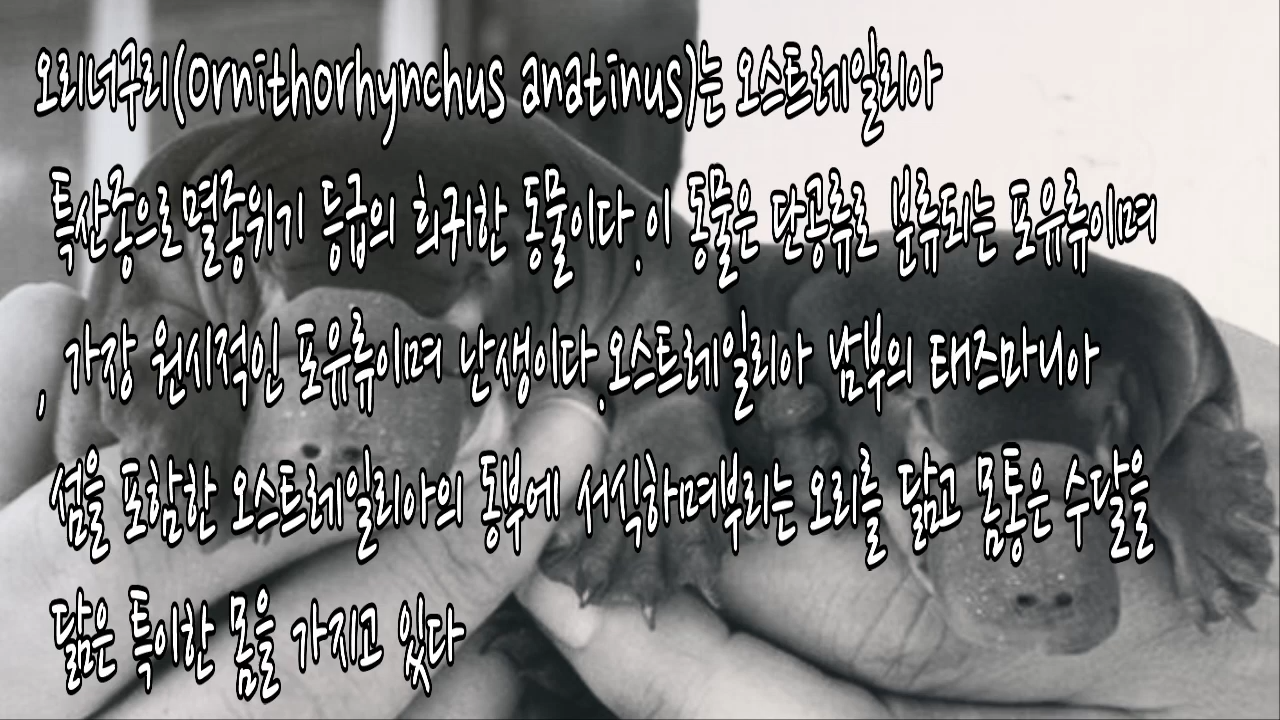 오리너구리(Ornithorhynchus anatinus)는 오스트레일리아
특산종으로멸종위기 등급의 희귀한 동물이다.이 동물은 단공류로 분류되는 포유류이며
, 가장 원시적인 포유류이며 난생이다.오스트레일리아 남부의 태즈마니아
섬을 포함한 오스트레일리아의 동부에 서식하며부리는 오리를 닮고 몸통은 수달을
닮은 특이한 몸을 가지고 있다